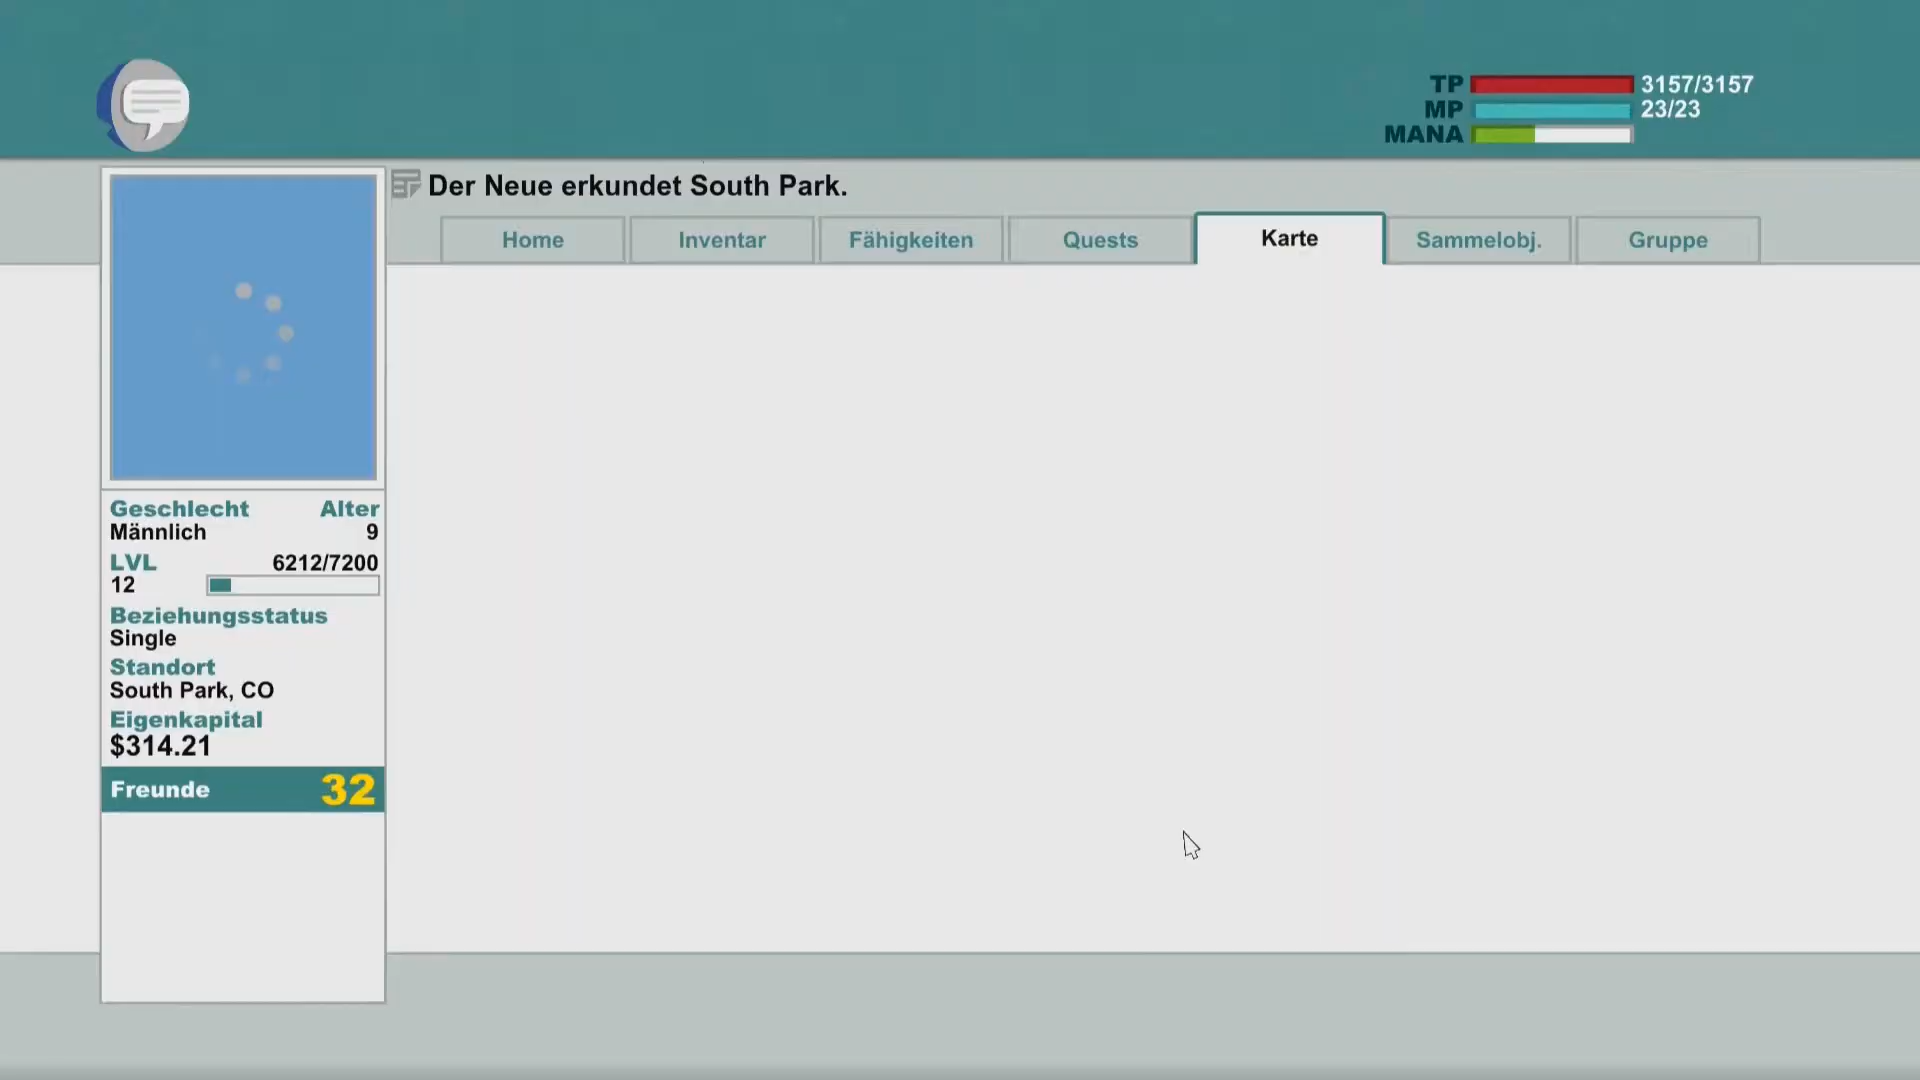 TP 3157/3157
MP 23/23
MANA
Der Neue erkundet South Park.
Home Inventar Fähigkeiten Quests Karte Sammelobj. Gruppe
Geschlecht Alter
Männlich 9
LVL 6212/7200
12
Beziehungsstatus
Single
Standort
South Park, CO
Eigenkapital
$314.21
Freunde 32